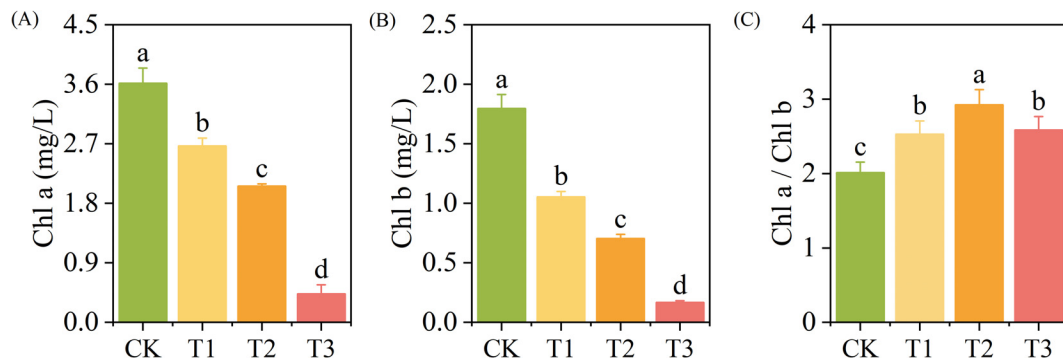 (A)
Chl a (mg/L)
4.5
3.6
2.7
1.8
0.9
0.0
a
b
c
d
CK T1 T2 T3
(B)
Chl b (mg/L)
2.5
2.0
1.5
1.0
0.5
0.0
a
b
c
d
CK T1 T2 T3
(C)
Chl a / Chl b
4
3
2
1
0
c
b
a
b
CK T1 T2 T3